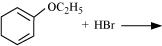 OC₂H₅
+ HBr